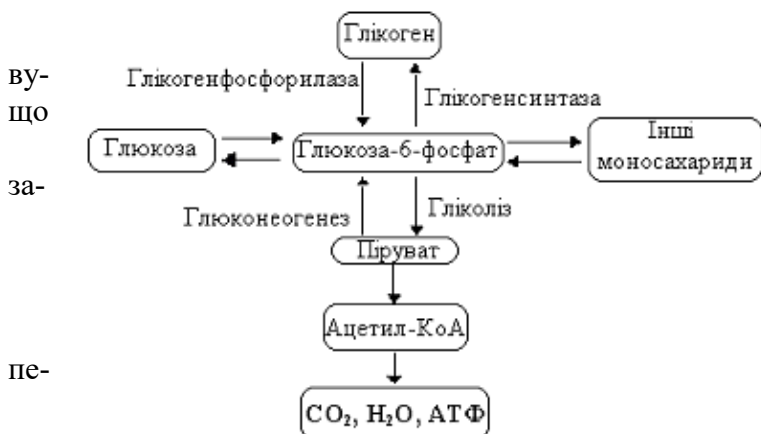 Глікоген
ву-
Глікогенфосфорилаза
Глікогенсинтаза
що
Глюкоза
Глюкоза-6-фосфат
Інші
моносахариди
за-
Глюконеогенез
Гліколіз
Піруват
Ацетил-КоА
пе-
CO₂, H₂O, АТФ